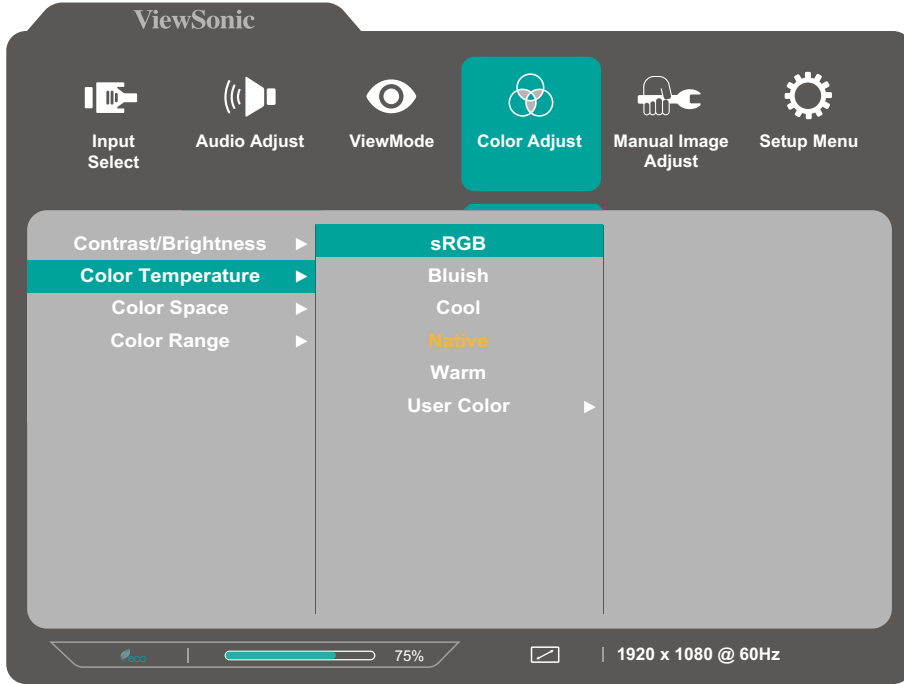 ViewSonic
Input
Select
Audio Adjust
ViewMode
Color Adjust
Manual Image
Adjust
Setup Menu
Contrast/Brightness
Color Temperature
Color Space
Color Range
sRGB
Bluish
Cool
Native
Warm
User Color
eco
75%
1920 x 1080 @ 60Hz